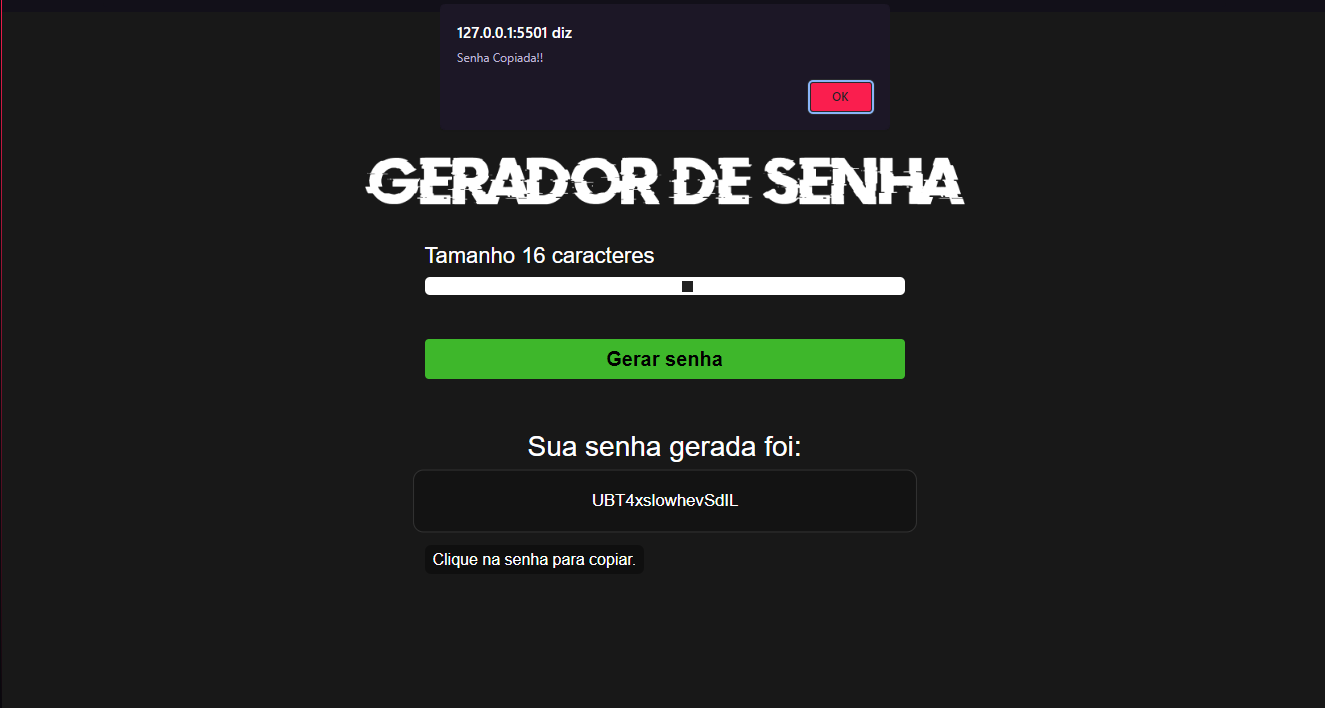 127.0.0.1:5501 diz
Senha Copiada!!
OK
GERADOR DE SENHA
Tamanho 16 caracteres
Gerar senha
Sua senha gerada foi:
UBT4xslowhevSdIL
Clique na senha para copiar.